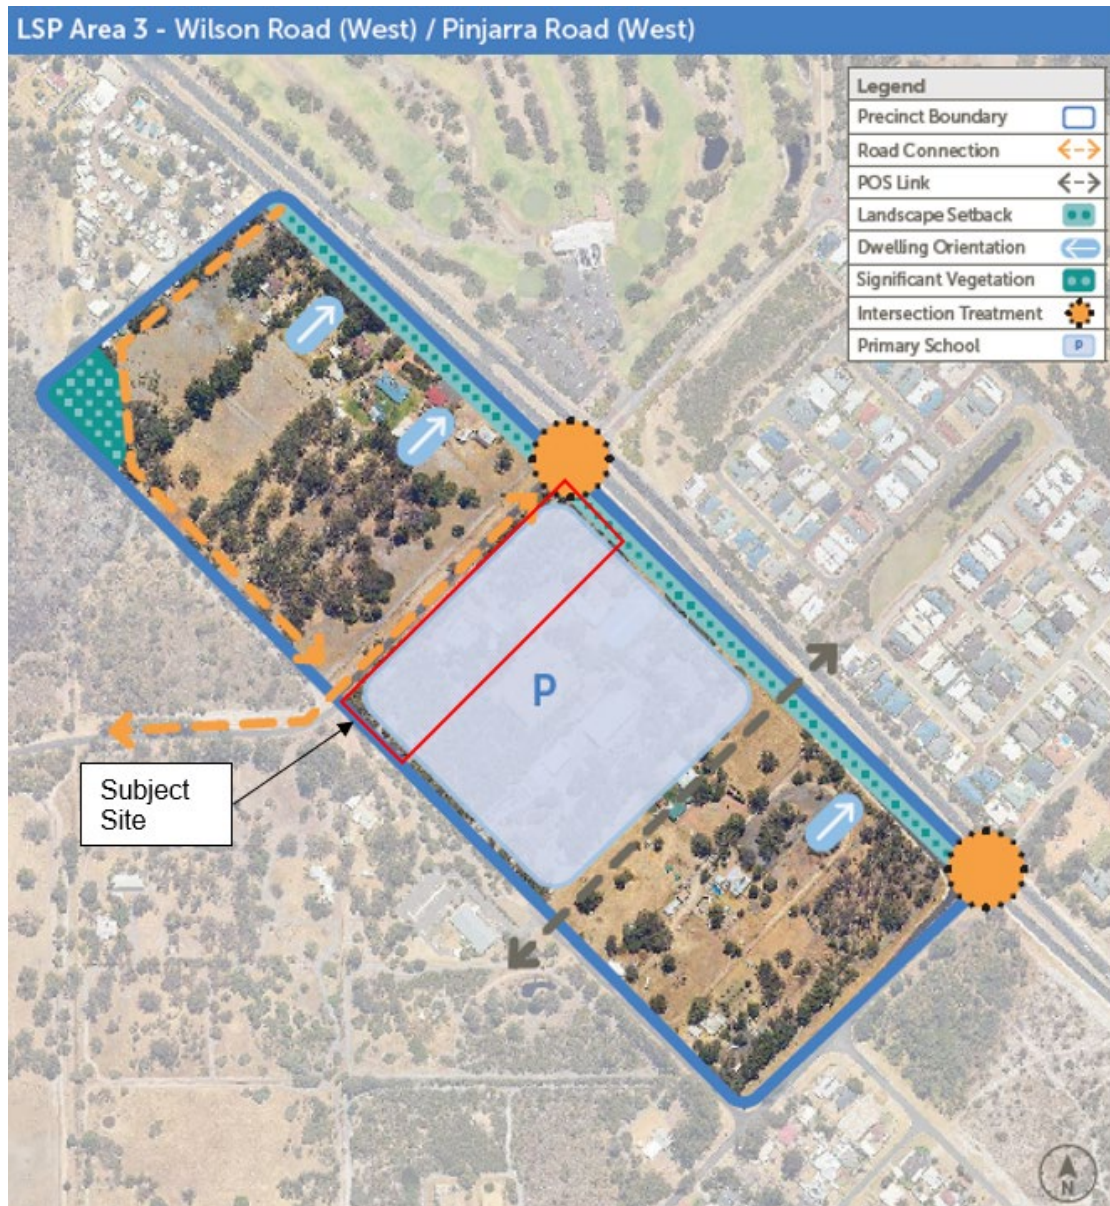 LSP Area 3 - Wilson Road (West) / Pinjarra Road (West)
Legend
Precinct Boundary
Road Connection
POS Link
Landscape Setback
Dwelling Orientation
Significant Vegetation
Intersection Treatment
Primary School P
P
Subject
Site
N